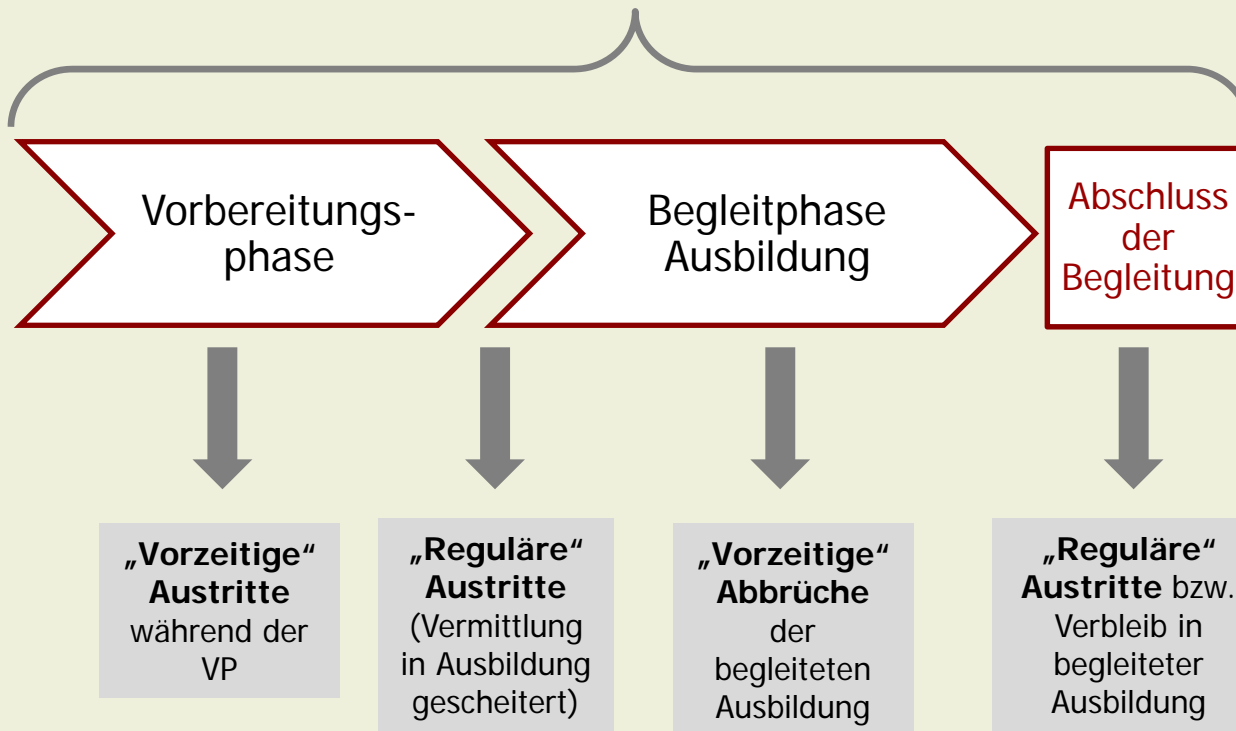 Vorbereitungs-
phase
Begleitphase
Ausbildung
Abschluss
der
Begleitung
„Vorzeitige“
Austritte
während der
VP
„Reguläre“
Austritte
(Vermittlung
in Ausbildung
gescheitert)
„Vorzeitige“
Abbrüche
der
begleiteten
Ausbildung
„Reguläre“
Austritte bzw.
Verbleib in
begleiteter
Ausbildung